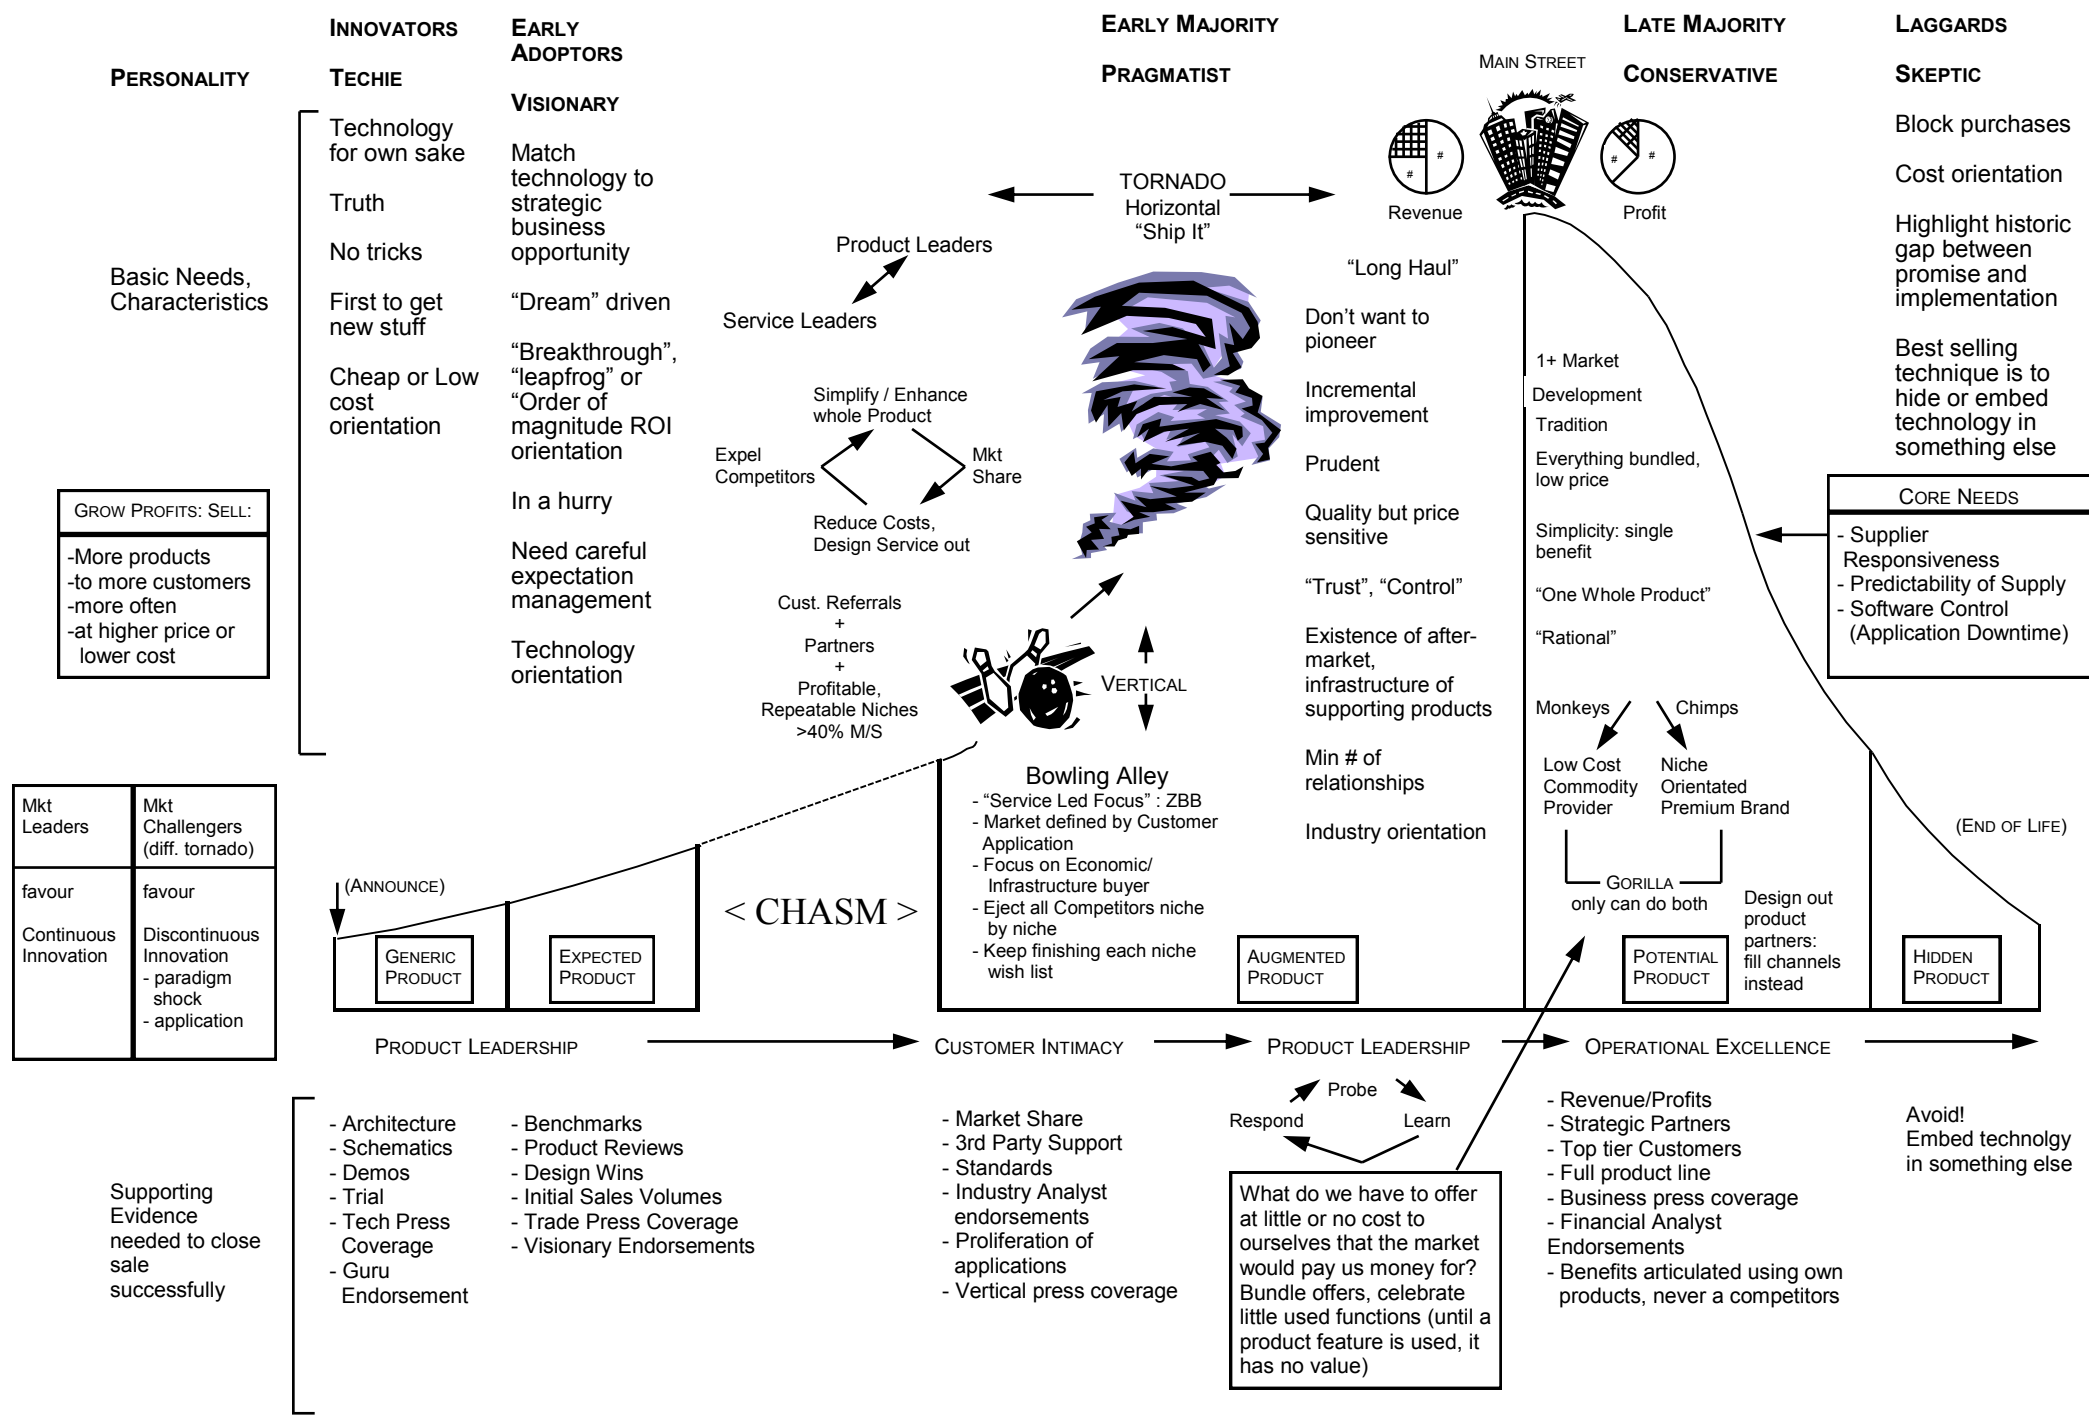 PERSONALITY
INNOVATORS
TECHIE
Technology
for own sake
Truth
No tricks
First to get
new stuff
Cheap or Low
cost
orientation
EARLY
ADOPTORS
VISIONARY
Match
technology to
strategic
business
opportunity
“Dream” driven
“Breakthrough”,
“leapfrog” or
“Order of
magnitude ROI
orientation
In a hurry
Need careful
expectation
management
Technology
orientation
EARLY MAJORITY
PRAGMATIST
MAIN STREET
LATE MAJORITY
CONSERVATIVE
LAGGARDS
SKEPTIC
Block purchases
Cost orientation
Highlight historic
gap between
promise and
implementation
Best selling
technique is to
hide or embed
technology in
something else
Basic Needs,
Characteristics
GROW PROFITS: SELL:
-More products
-to more customers
-more often
-at higher price or
lower cost
Mkt
Leaders
favour
Continuous
Innovation
Mkt
Challengers
(diff. tornado)
favour
Discontinuous
Innovation
- paradigm
shock
- application
TORNADO
Horizontal
“Ship It”
Product Leaders
Service Leaders
Simplify / Enhance
whole Product
Expel
Competitors
Mkt
Share
Reduce Costs,
Design Service out
Cust. Referrals
+
Partners
+
Profitable,
Repeatable Niches
>40% M/S
VERTICAL
#
#
Revenue
#
#
Profit
“Long Haul”
Don’t want to
pioneer
Incremental
improvement
Prudent
Quality but price
sensitive
“Trust”, “Control”
Existence of after-
market,
infrastructure of
supporting products
Min # of
relationships
Industry orientation
1+ Market
Development
Tradition
Everything bundled,
low price
Simplicity: single
benefit
“One Whole Product”
“Rational”
Monkeys
Chimps
Low Cost
Commodity
Provider
Niche
Orientated
Premium Brand
GORILLA
only can do both
Design out
product
partners:
fill channels
instead
CORE NEEDS
- Supplier
Responsiveness
- Predictability of Supply
- Software Control
(Application Downtime)
(END OF LIFE)
(ANNOUNCE)
< CHASM >
Bowling Alley
- “Service Led Focus” : ZBB
- Market defined by Customer
Application
- Focus on Economic/
Infrastructure buyer
- Eject all Competitors niche
by niche
- Keep finishing each niche
wish list
GENERIC
PRODUCT
EXPECTED
PRODUCT
AUGMENTED
PRODUCT
POTENTIAL
PRODUCT
HIDDEN
PRODUCT
PRODUCT LEADERSHIP
CUSTOMER INTIMACY
PRODUCT LEADERSHIP
OPERATIONAL EXCELLENCE
Probe
Respond
Learn
Supporting
Evidence
needed to close
sale
successfully
- Architecture
- Schematics
- Demos
- Trial
- Tech Press
Coverage
- Guru
Endorsement
- Benchmarks
- Product Reviews
- Design Wins
- Initial Sales Volumes
- Trade Press Coverage
- Visionary Endorsements
- Market Share
- 3rd Party Support
- Standards
- Industry Analyst
endorsements
- Proliferation of
applications
- Vertical press coverage
What do we have to offer
at little or no cost to
ourselves that the market
would pay us money for?
Bundle offers, celebrate
little used functions (until a
product feature is used, it
has no value)
- Revenue/Profits
- Strategic Partners
- Top tier Customers
- Full product line
- Business press coverage
- Financial Analyst
Endorsements
- Benefits articulated using own
products, never a competitors
Avoid!
Embed technolgy
in something else